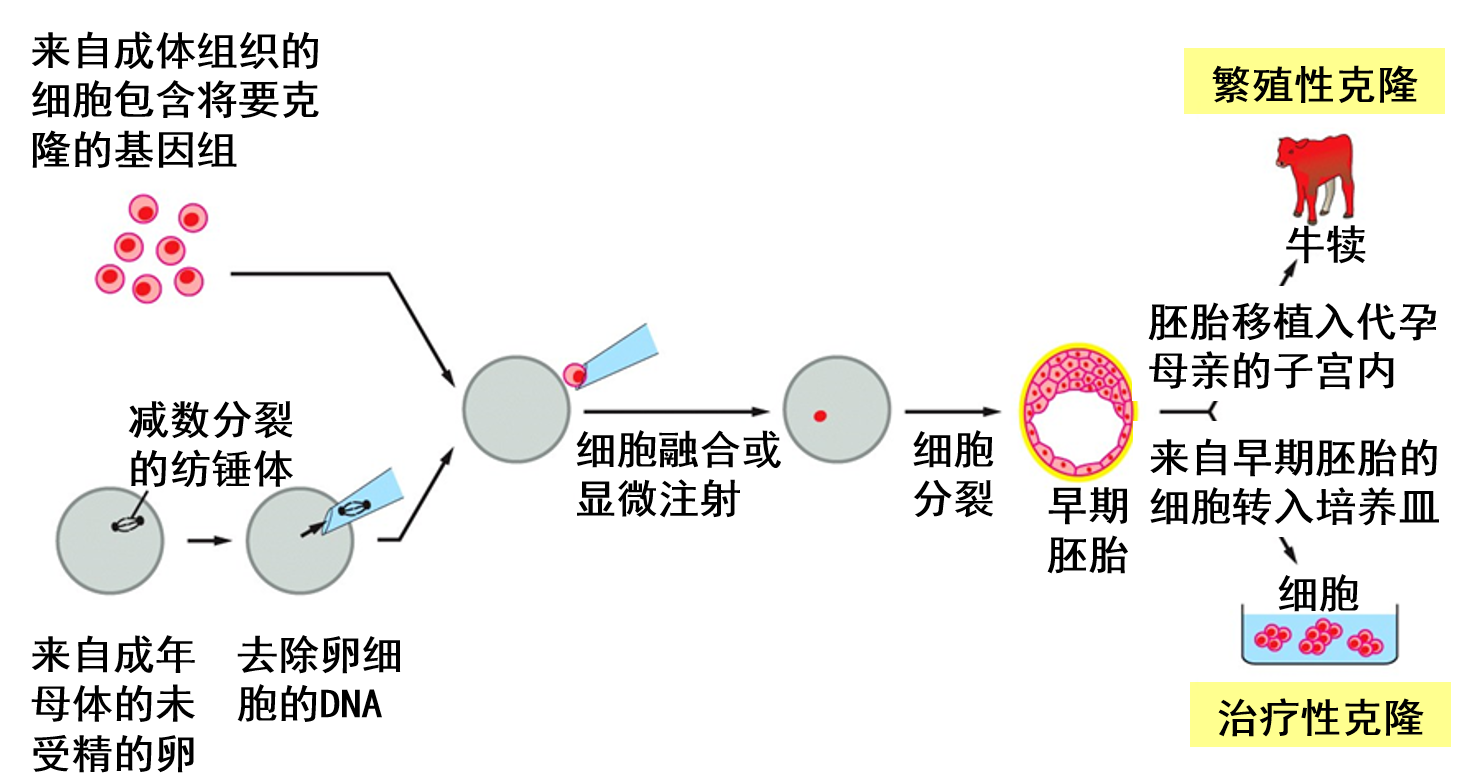 来自成体组织的
细胞包含将要克
隆的基因组
减数分裂
的纺锤体
来自成年
母体的未
受精的卵
去除卵细
胞的DNA
细胞融合或
显微注射
细胞
分裂
早期
胚胎
繁殖性克隆
牛犊
胚胎移植入代孕
母亲的子宫内
来自早期胚胎的
细胞转入培养皿
细胞
治疗性克隆